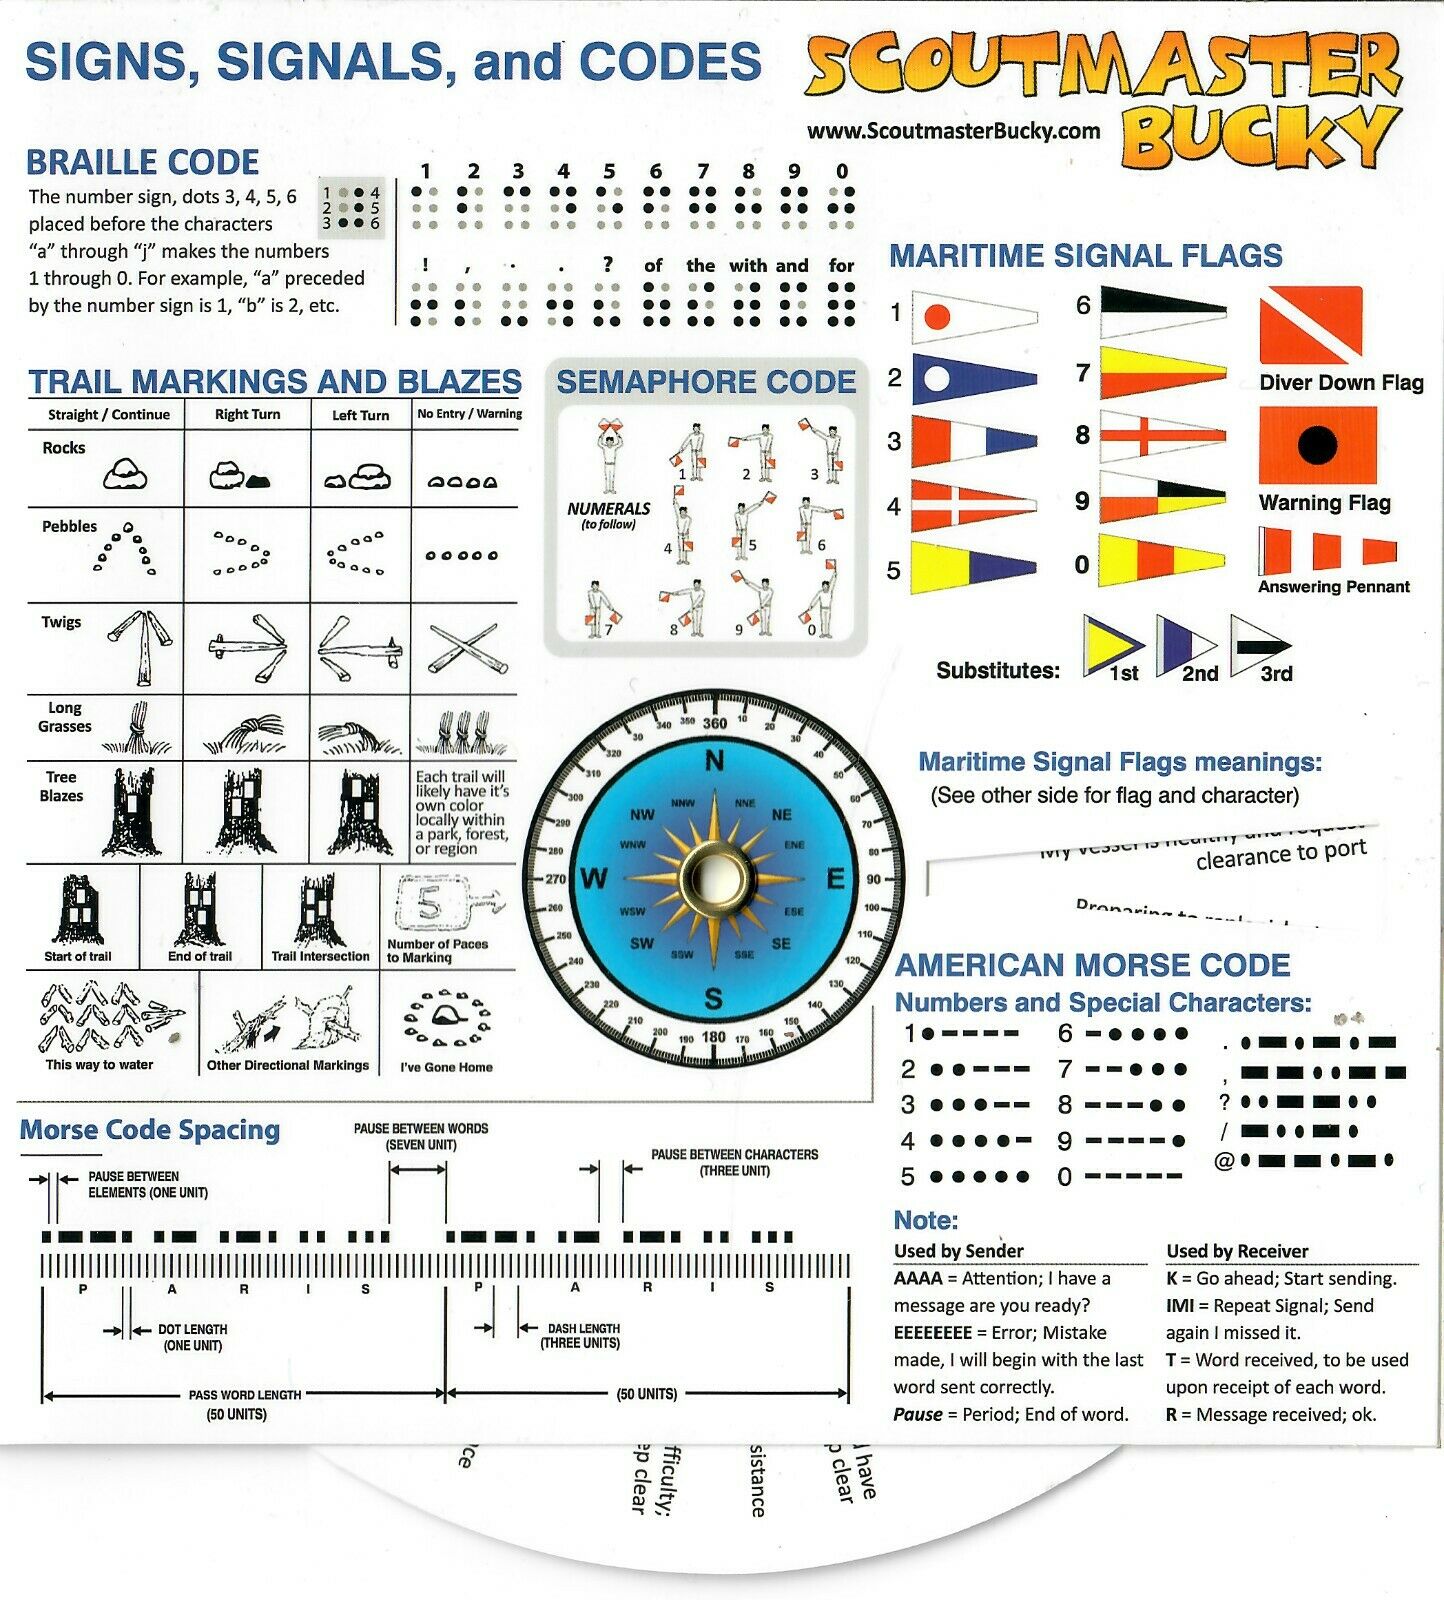 SIGNS, SIGNALS, and CODES
SCOUTMASTER
BUCKY
www.ScoutmasterBucky.com
BRAILLE CODE
The number sign, dots 3, 4, 5, 6
placed before the characters
“a” through “j” makes the numbers
1 through 0. For example, “a” preceded
by the number sign is 1, “b” is 2, etc.
1 4
2 5
3 6
1 2 3 4 5 6 7 8 9 0
! , · . ? of the with and for
MARITIME SIGNAL FLAGS
1
2
3
4
5
6
7
8
9
0
Diver Down Flag
Warning Flag
Answering Pennant
Substitutes: 1st 2nd 3rd
TRAIL MARKINGS AND BLAZES
Straight / Continue Right Turn Left Turn No Entry / Warning
Rocks
Pebbles
Twigs
Long
Grasses
Tree
Blazes
Each trail will
likely have it's
own color
locally within
a park, forest,
or region
5
Start of trail End of trail Trail Intersection
Number of Paces
to Marking
This way to water Other Directional Markings I've Gone Home
SEMAPHORE CODE
NUMERALS
(to follow)
1 2 3
4 5 6
7 8 9 0
360 10 20 30 40 50 60 70 80 90 100 110 120 130 140 150 160 170 180 190 200 210 220 230 240 250 260 270 280 290 300 310 320 330 340 350
N NNE NE ENE E ESE SE SSE S SSW SW WSW W WNW NW NNW
Maritime Signal Flags meanings:
(See other side for flag and character)
My vessel is healthy and request
clearance to port
Preparing to
AMERICAN MORSE CODE
Numbers and Special Characters:
1 6 .
2 7 ,
3 8 ?
4 9 /
5 0 @
Note:
Used by Sender
AAAA = Attention; I have a
message are you ready?
EEEEEEEE = Error; Mistake
made, I will begin with the last
word sent correctly.
Pause = Period; End of word.
Used by Receiver
K = Go ahead; Start sending.
IMI = Repeat Signal; Send
again I missed it.
T = Word received, to be used
upon receipt of each word.
R = Message received; ok.
Morse Code Spacing
PAUSE BETWEEN
ELEMENTS (ONE UNIT)
PAUSE BETWEEN WORDS
(SEVEN UNIT)
PAUSE BETWEEN CHARACTERS
(THREE UNIT)
P A R I S P A R I S
DOT LENGTH
(ONE UNIT)
DASH LENGTH
(THREE UNITS)
PASS WORD LENGTH
(50 UNITS)
(50 UNITS)
fficulty;
ep clear
sistance
I have
p clear